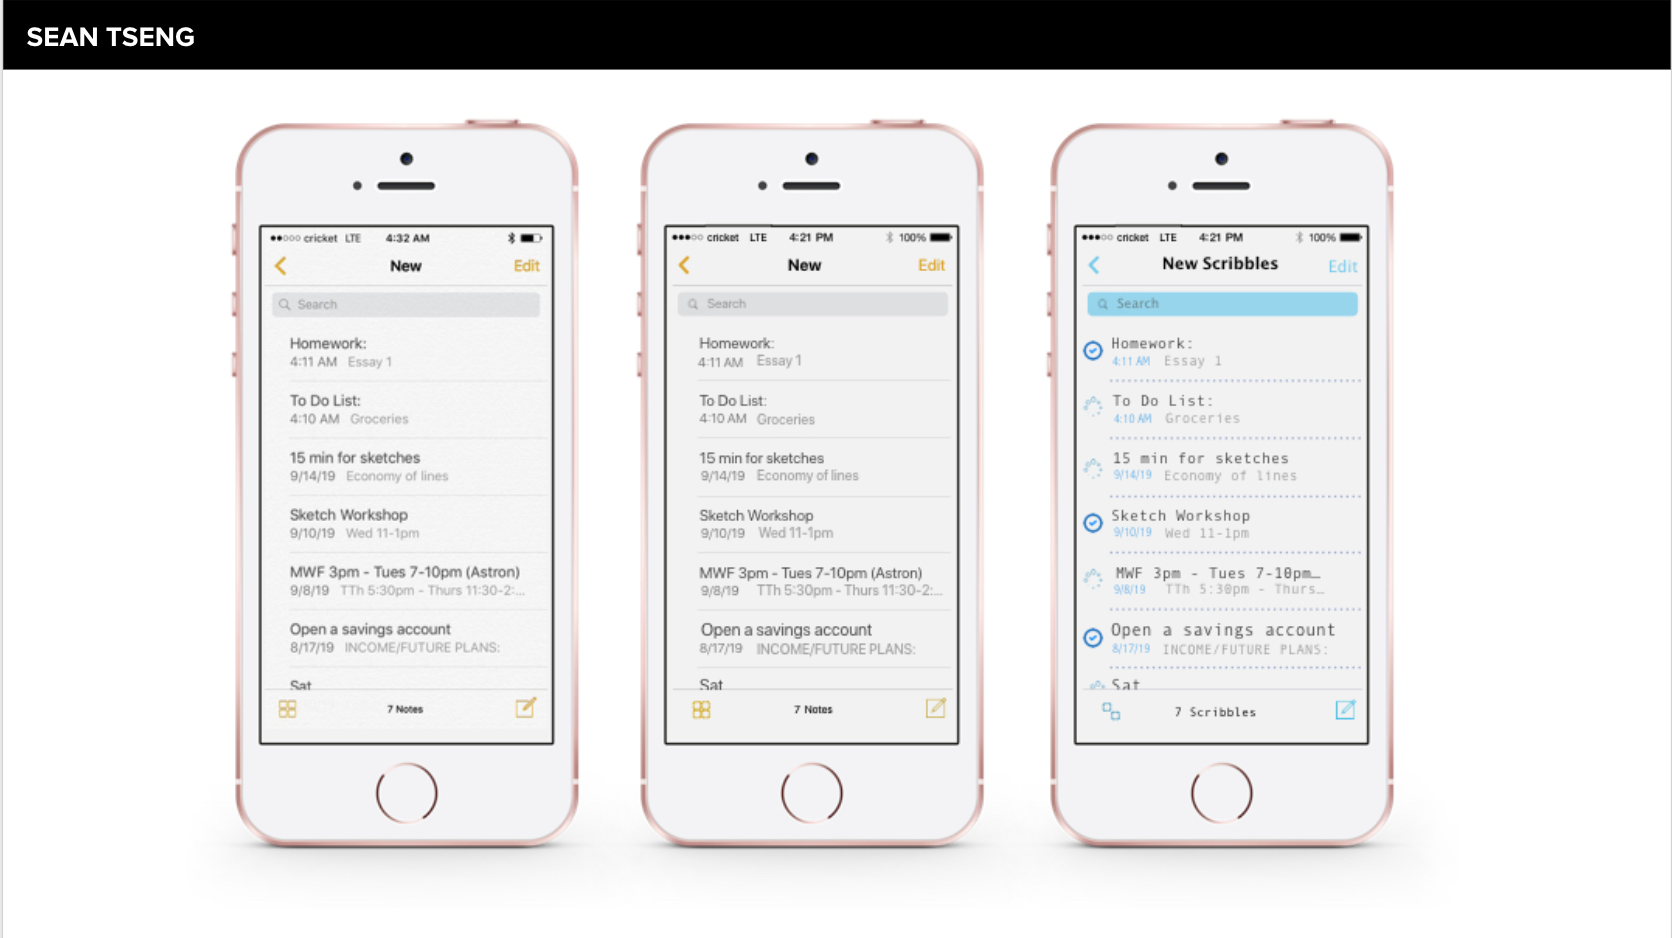 SEAN TSENG
cricket LTE 4:32 AM
New Edit
Search
Homework:
4:11 AM Essay 1
To Do List:
4:10 AM Groceries
15 min for sketches
9/14/19 Economy of lines
Sketch Workshop
9/10/19 Wed 11-1pm
MWF 3pm - Tues 7-10pm (Astron)
9/8/19 TTh 5:30pm - Thurs 11:30-2:...
Open a savings account
8/17/19 INCOME/FUTURE PLANS:
Sat
7 Notes
cricket LTE 4:21 PM 100%
New Edit
Search
Homework:
4:11 AM Essay 1
To Do List:
4:10 AM Groceries
15 min for sketches
9/14/19 Economy of lines
Sketch Workshop
9/10/19 Wed 11-1pm
MWF 3pm - Tues 7-10pm (Astron)
9/8/19 TTh 5:30pm - Thurs 11:30-2:...
Open a savings account
8/17/19 INCOME/FUTURE PLANS:
Sat
7 Notes
cricket LTE 4:21 PM 100%
New Scribbles Edit
Search
Homework:
4:11 AM Essay 1
To Do List:
4:10 AM Groceries
15 min for sketches
9/14/19 Economy of lines
Sketch Workshop
9/10/19 Wed 11-1pm
MWF 3pm - Tues 7-10pm…
9/8/19 TTh 5:30pm - Thurs…
Open a savings account
8/17/19 INCOME/FUTURE PLANS:
Sat
7 Scribbles